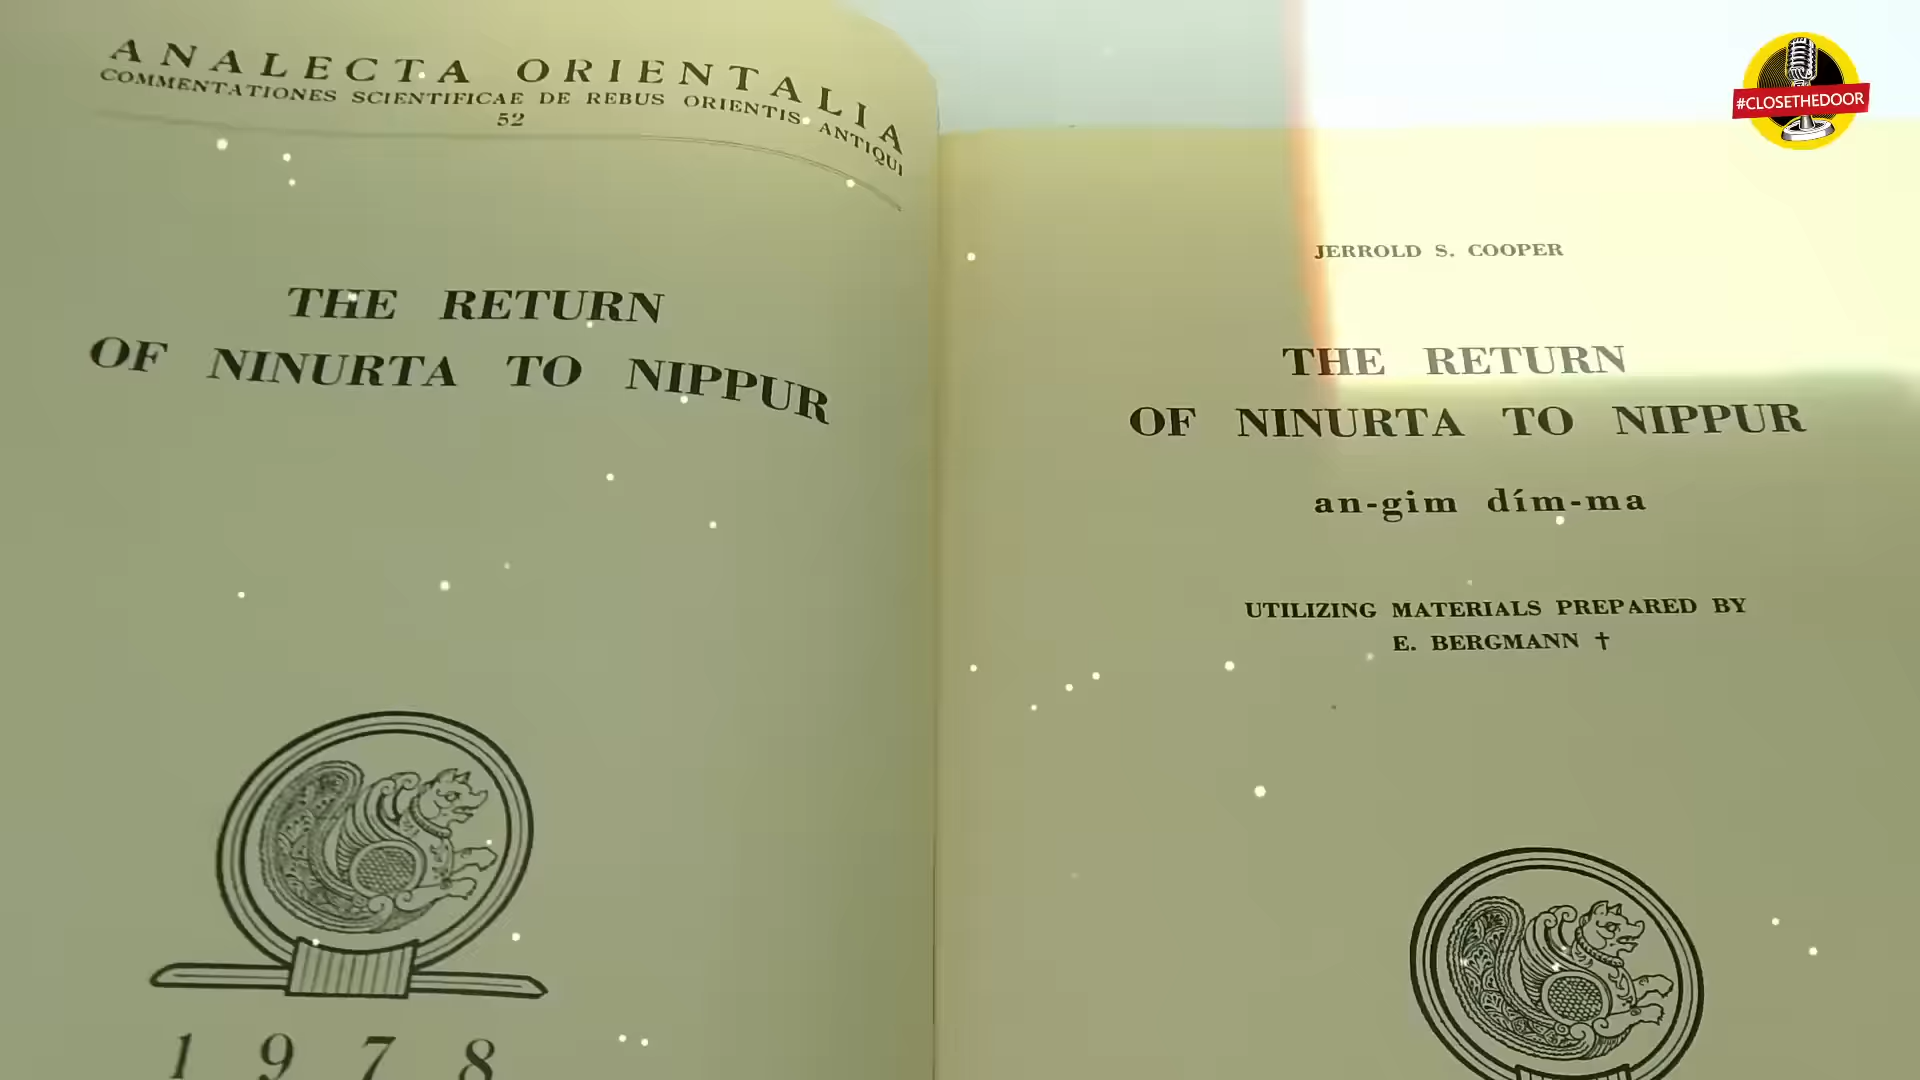 ANALECTA ORIENTALIA
COMMENTATIONES SCIENTIFICAE DE REBUS ORIENTIS ANTIQUI
52
THE RETURN
OF NINURTA TO NIPPUR
1978
JERROLD S. COOPER
THE RETURN
OF NINURTA TO NIPPUR
an-gim dím-ma
UTILIZING MATERIALS PREPARED BY
E. BERGMANN †
#CLOSETHEDOOR